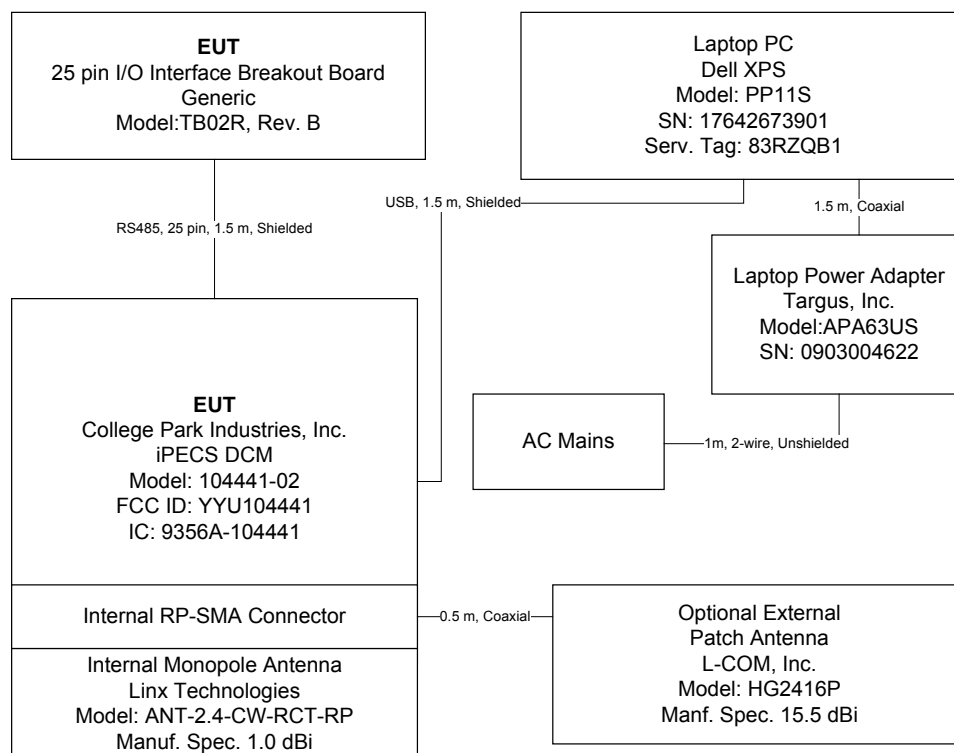 EUT
25 pin I/O Interface Breakout Board
Generic
Model:TB02R, Rev. B
Laptop PC
Dell XPS
Model: PP11S
SN: 17642673901
Serv. Tag: 83RZQB1
USB, 1.5 m, Shielded
1.5 m, Coaxial
RS485, 25 pin, 1.5 m, Shielded
Laptop Power Adapter
Targus, Inc.
Model:APA63US
SN: 0903004622
EUT
College Park Industries, Inc.
iPECS DCM
Model: 104441-02
FCC ID: YYU104441
IC: 9356A-104441
AC Mains
1m, 2-wire, Unshielded
Internal RP-SMA Connector
0.5 m, Coaxial
Internal Monopole Antenna
Linx Technologies
Model: ANT-2.4-CW-RCT-RP
Manuf. Spec. 1.0 dBi
Optional External
Patch Antenna
L-COM, Inc.
Model: HG2416P
Manf. Spec. 15.5 dBi